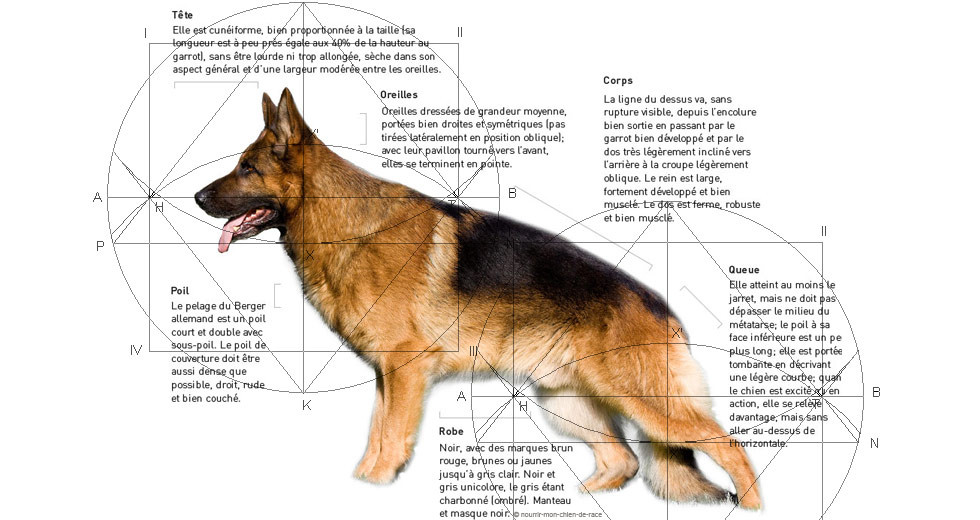 Tête
Elle est cunéiforme, bien proportionnée à la taille (sa
longueur est à peu près égale aux 40% de la hauteur au
garrot), sans être lourde ni trop allongée, sèche dans son
aspect général et d'une largeur modérée entre les oreilles.
I
II
Oreilles
Oreilles dressées de grandeur moyenne,
portées bien droites et symétriques (pas
tirées latéralement en position oblique);
avec leur pavillon tourné vers l'avant,
elles se terminent en pointe.
Corps
La ligne du dessus va, sans
rupture visible, depuis l'encolure
bien sortie en passant par le
garrot bien développé et par le
dos très légèrement incliné vers
l'arrière à la croupe légèrement
oblique. Le rein est large,
fortement développé et bien
musclé. Le dos est ferme, robuste
et bien musclé.
A
H
B
P
X
II
Queue
Elle atteint au moins le
jarret, mais ne doit pas
dépasser le milieu du
métatarse; le poil à sa
face inférieure est un pe
plus long; elle est portée
tombante en décrivant
une légère courbe; quan
le chien est excité ou en
action, elle se relève
davantage, mais sans
aller au-dessus de
l'horizontale.
Poil
Le pelage du Berger
allemand est un poil
court et double avec
sous-poil. Le poil de
couverture doit être
aussi dense que
possible, droit, rude
et bien couché.
IV
III
X'
K
A
H
B
N
Robe
Noir, avec des marques brun
rouge, brunes ou jaunes
jusqu'à gris clair. Noir et
gris unicolore, le gris étant
charbonné (ombré). Manteau
et masque noir. © nourrir-mon-chien-de-race